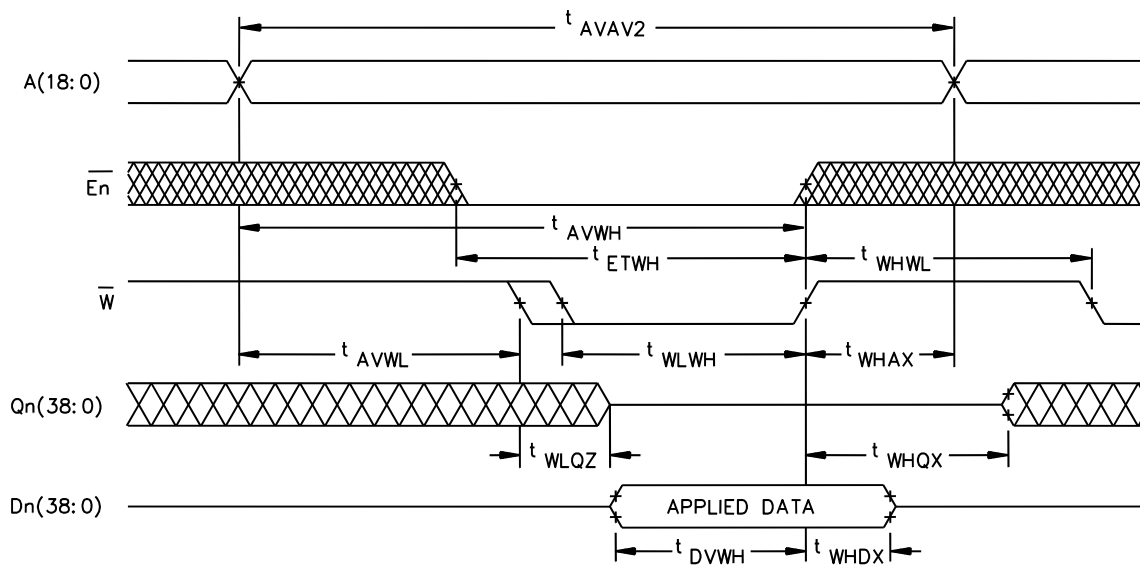 t AVAV2
A(18:0)
En
t AVWH
t ETWH
t WHWL
W
t AVWL
t WLWH
t WHAX
Qn(38:0)
t WLQZ
t WHQX
Dn(38:0)
APPLIED DATA
t DVWH
t WHDX